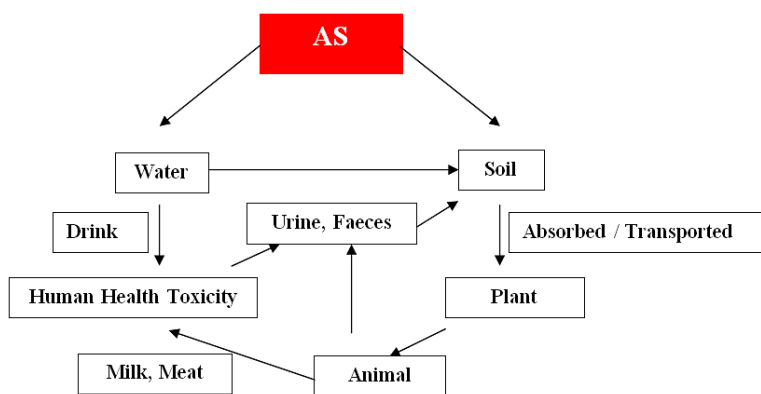 AS
Water
Soil
Urine, Faeces
Drink
Absorbed / Transported
Human Health Toxicity
Plant
Milk, Meat
Animal